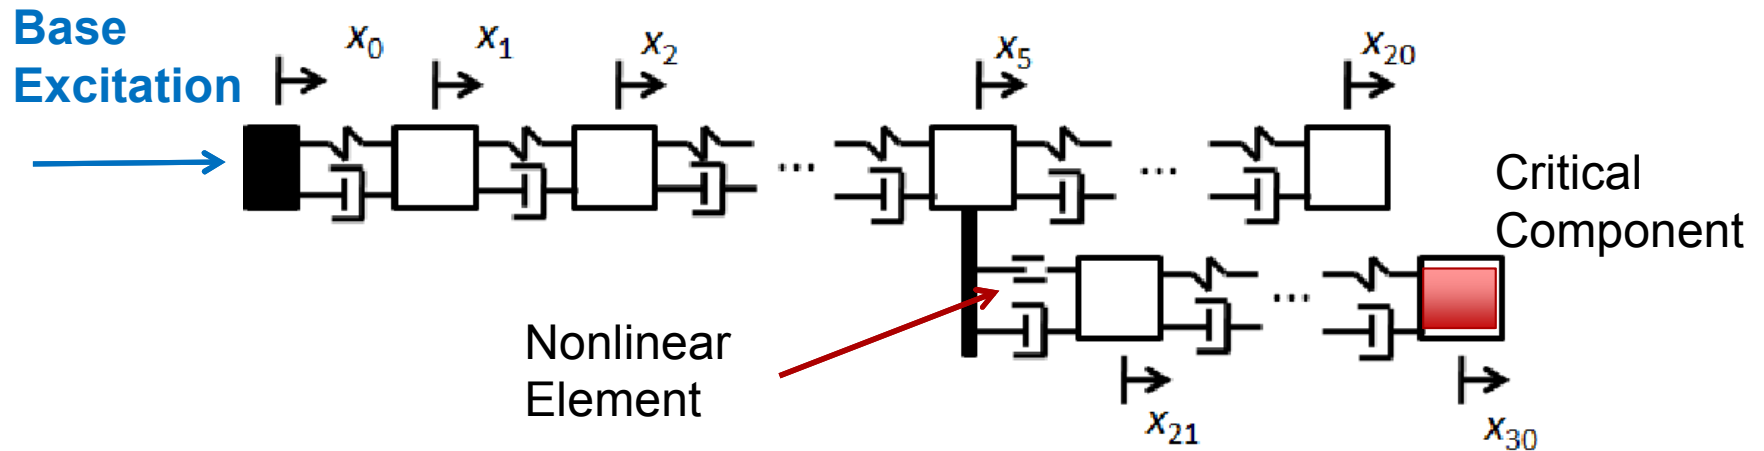 Base
Excitation
x0 x1 x2 x5 x20
...
...
Critical
Component
...
Nonlinear
Element
x21 x30